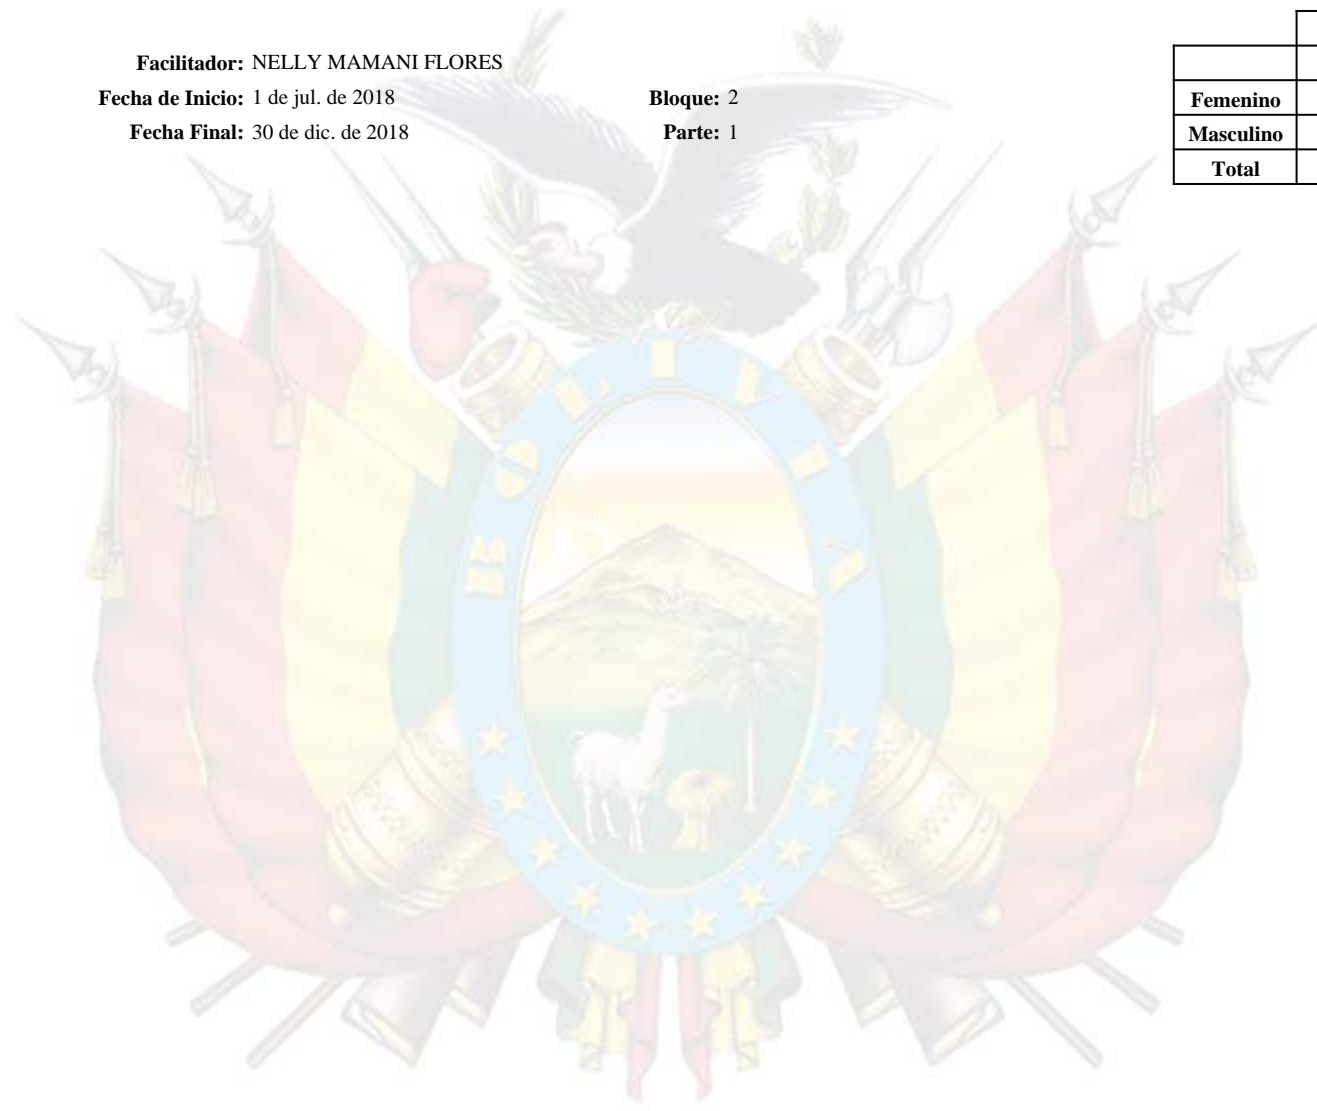 Facilitador: NELLY MAMANI FLORES
Fecha de Inicio: 1 de jul. de 2018 Bloque: 2
Fecha Final: 30 de dic. de 2018 Parte: 1
Femenino
Masculino
Total
BOLIVIA